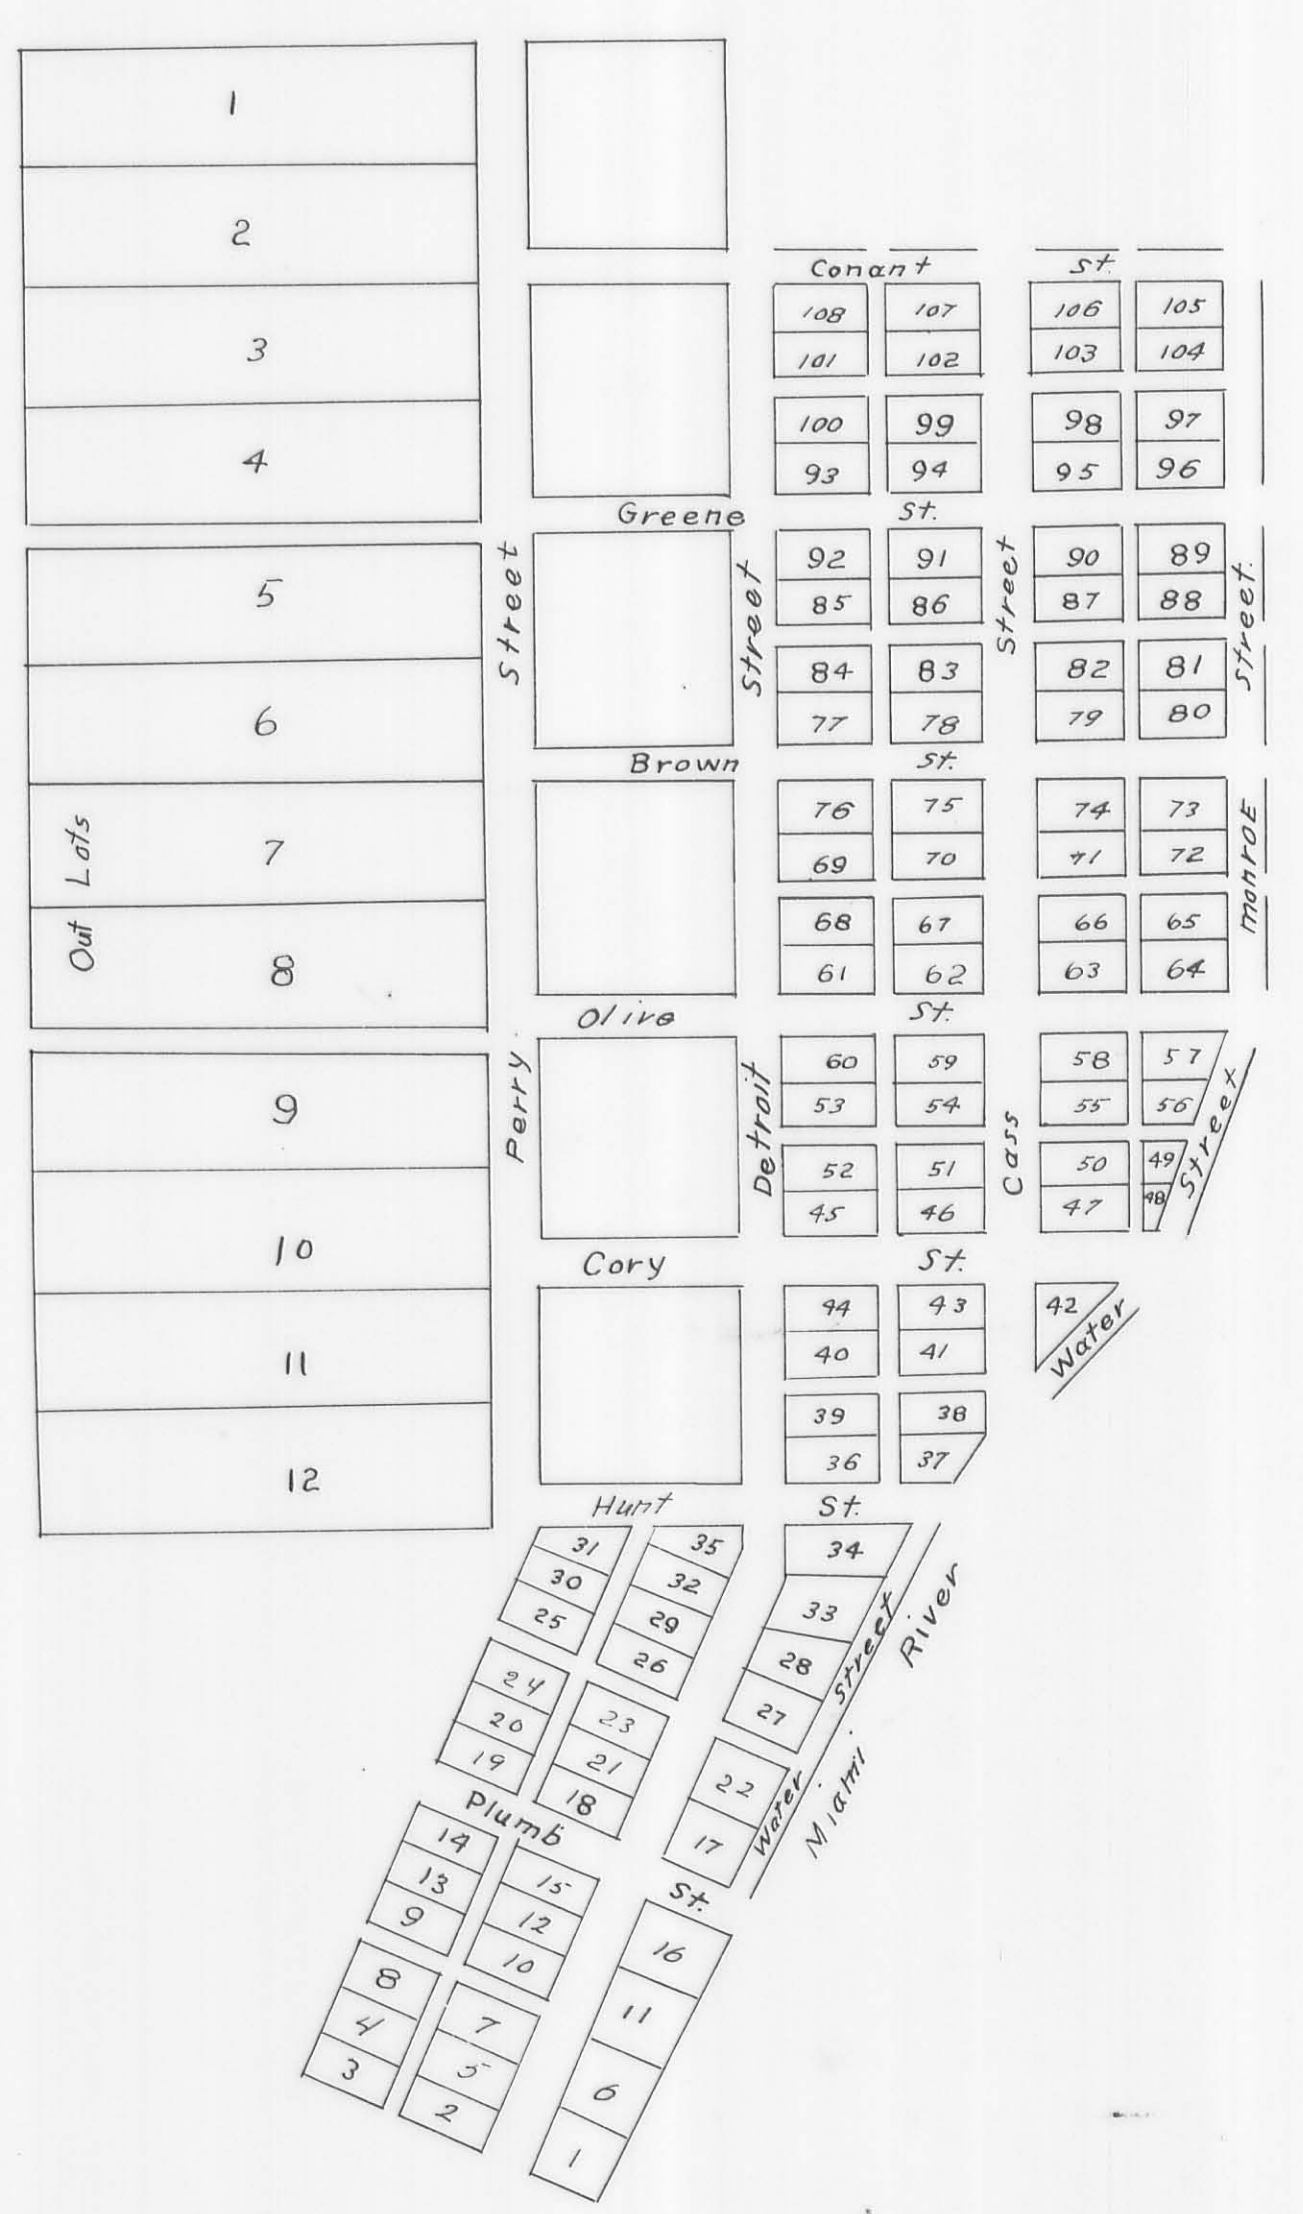 1
2
3
4
5
6
7
8
Out Lots
9
10
11
12
Conant St.
108 107 106 105
101 102 103 104
100 99 98 97
93 94 95 96
Greene St.
92 91 90 89
85 86 87 88
84 83 82 81
77 78 79 80
Brown St.
76 75 74 73
69 70 71 72
68 67 66 65
61 62 63 64
Olive St.
60 59 58 57
53 54 55 56
52 51 50 49
45 46 47 48
Cory St.
44 43 42
40 41
39 38
36 37
Hunt St.
Perry Street
Detroit Street
Cass Street
MonroE Street.
Water Street
31 35 34
30 32 33
25 29 28
26 27
24 23 22
20 21 17
19 18
Plumb St.
14 15 16
13 12 11
9 10
8 7 6
4 5 1
3 2
Water Street
Miami River